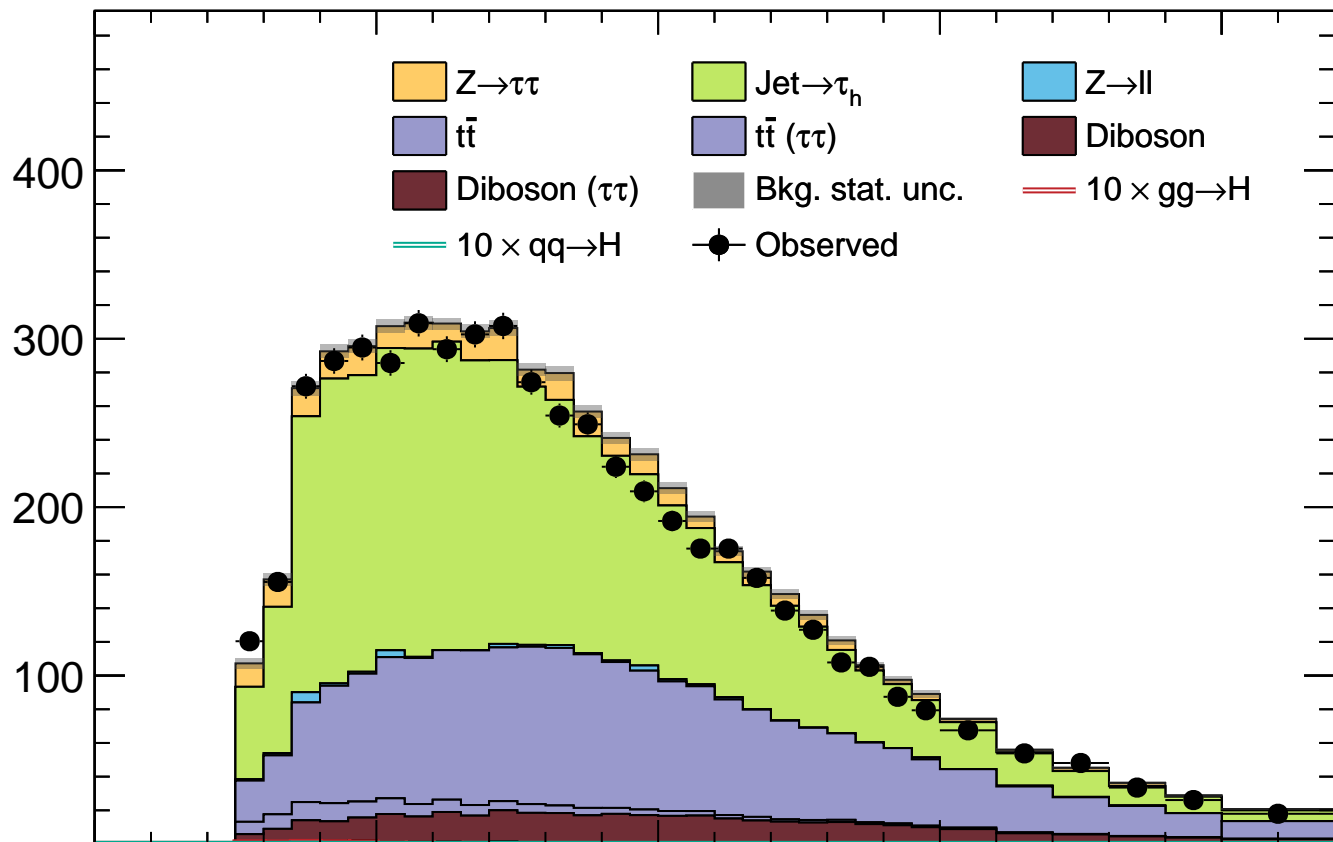 Z→ττ Jet→τₕ Z→ll
tt̄ tt̄ (ττ) Diboson
Diboson (ττ) Bkg. stat. unc. 10 × gg→H
10 × qq→H Observed
400
300
200
100